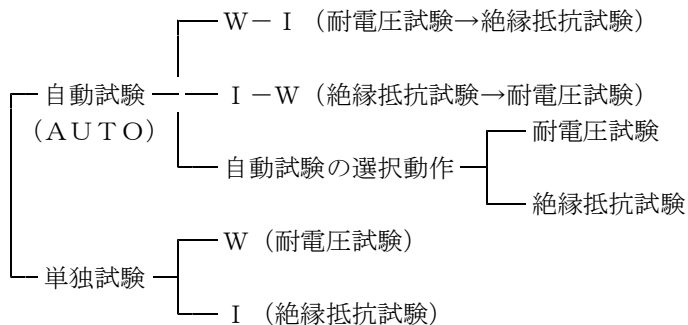 W－I（耐電圧試験→絶縁抵抗試験）
自動試験
I－W（絶縁抵抗試験→耐電圧試験）
（AUTO）
耐電圧試験
自動試験の選択動作
絶縁抵抗試験
W（耐電圧試験）
単独試験
I（絶縁抵抗試験）